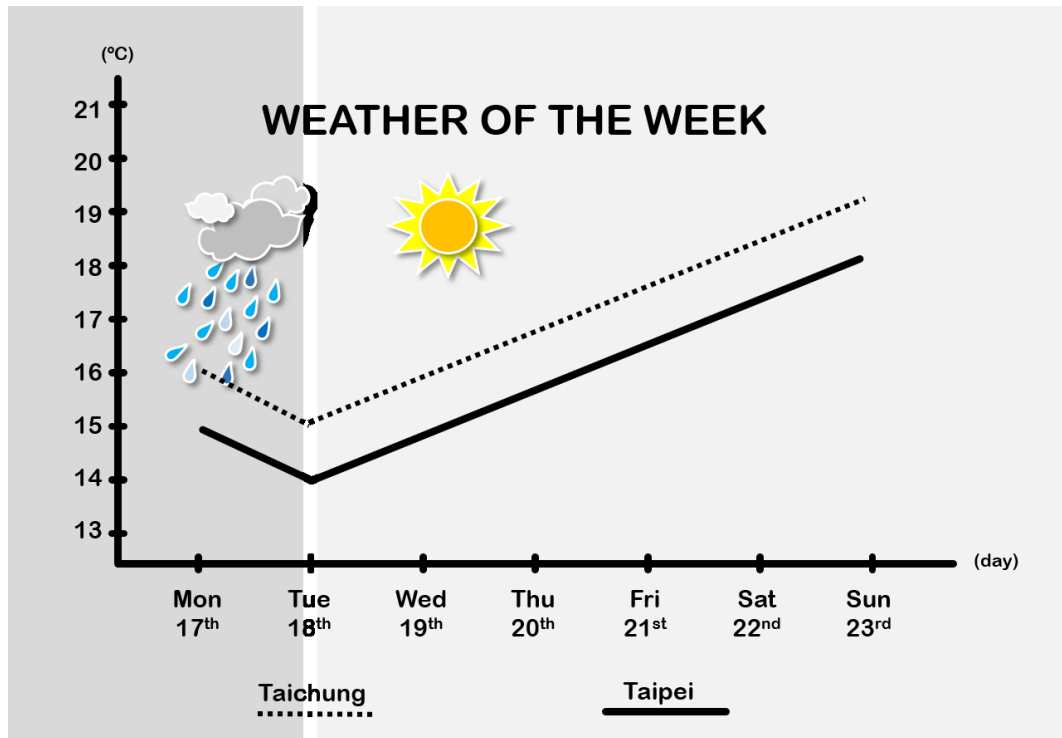 (ºC)
WEATHER OF THE WEEK
21
20
19
18
17
16
15
14
13
(day)
Mon Tue Wed Thu Fri Sat Sun
17th 18th 19th 20th 21st 22nd 23rd
Taichung Taipei